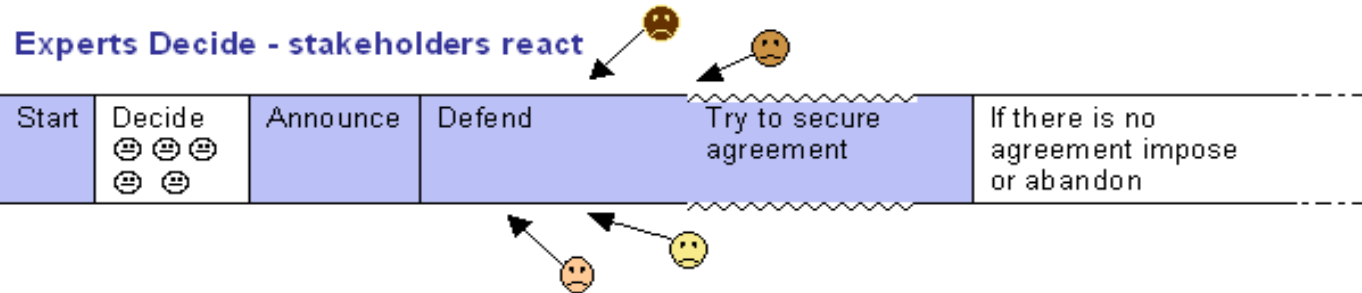 Experts Decide - stakeholders react
Start
Decide
Announce
Defend
Try to secure
agreement
If there is no
agreement impose
or abandon